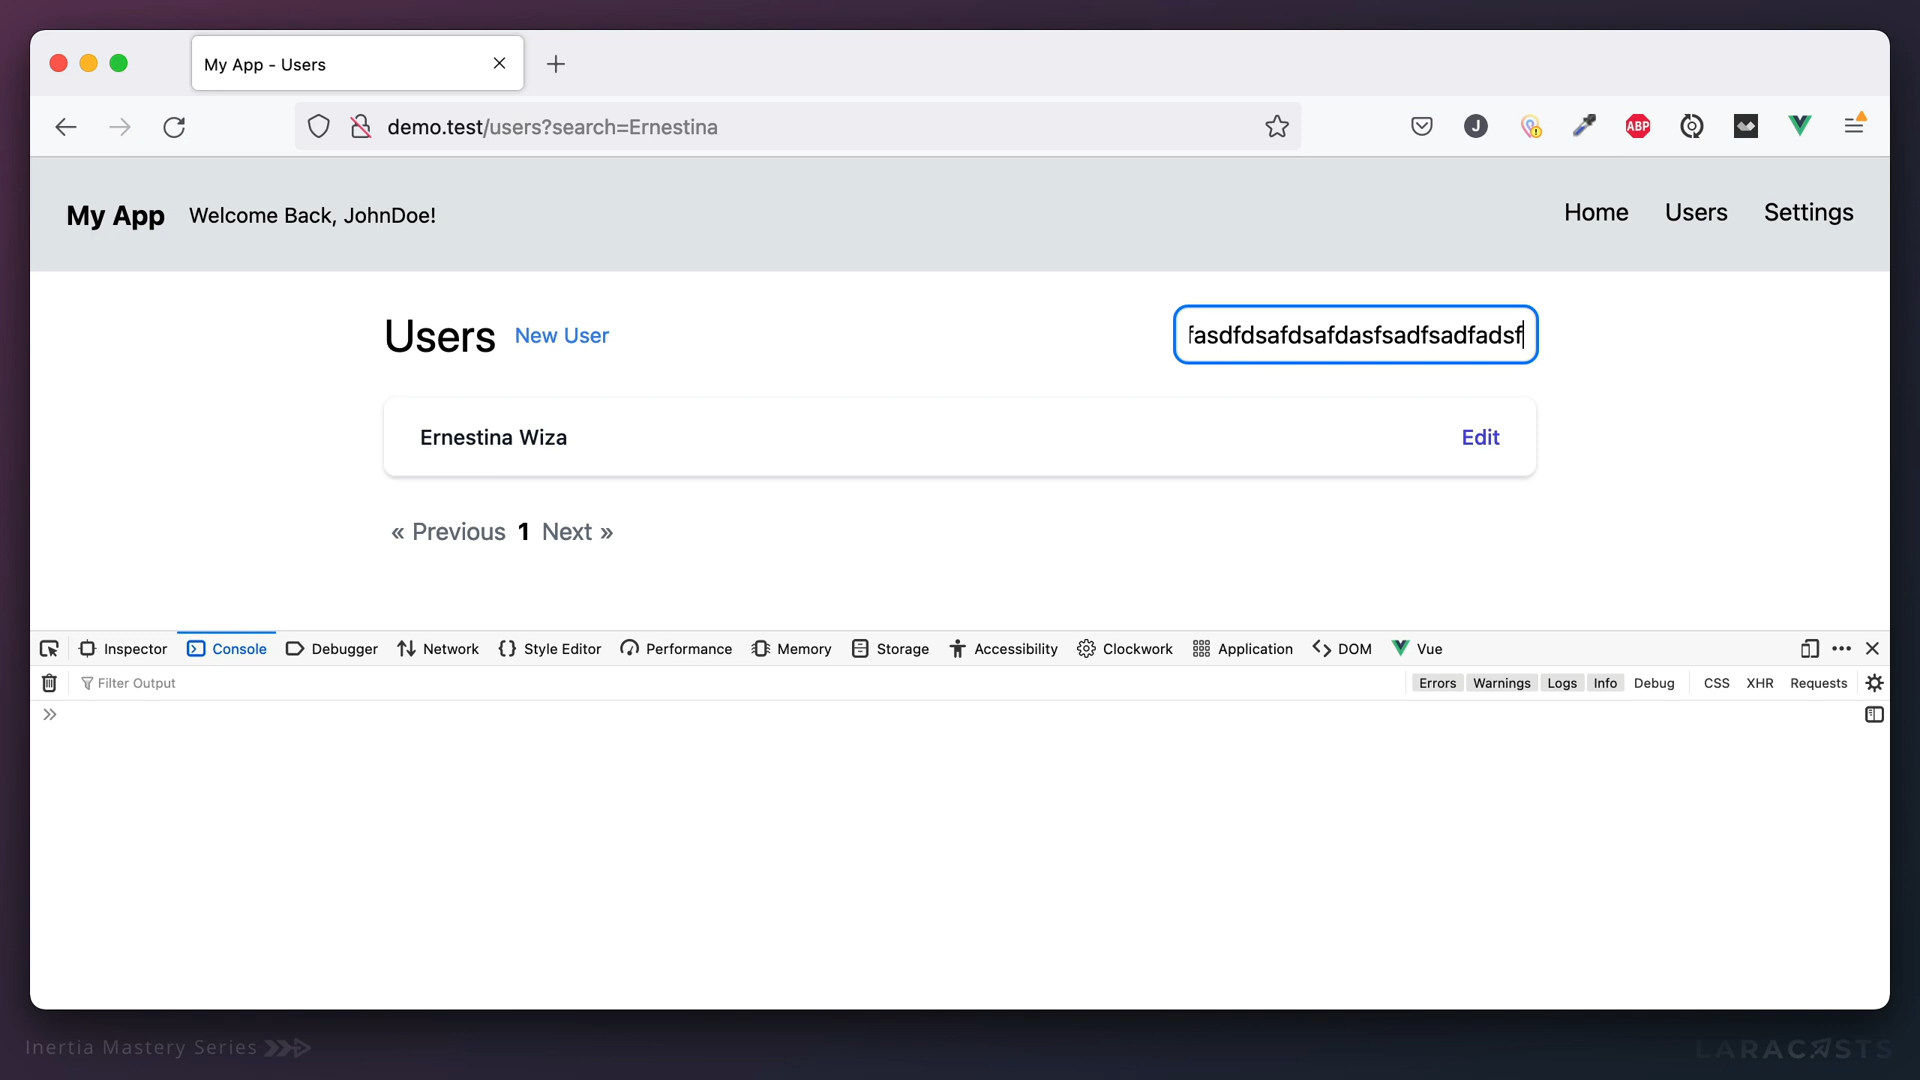 My App - Users
demo.test/users?search=Ernestina
J
ABP
My App Welcome Back, JohnDoe!
Home Users Settings
Users New User
fasdfdsafdsafdasfsadfsadfadsf
Ernestina Wiza Edit
« Previous 1 Next »
Inspector Console Debugger Network Style Editor Performance Memory Storage Accessibility Clockwork Application DOM Vue
Filter Output Errors Warnings Logs Info Debug CSS XHR Requests
Inertia Mastery Series
LARACASTS